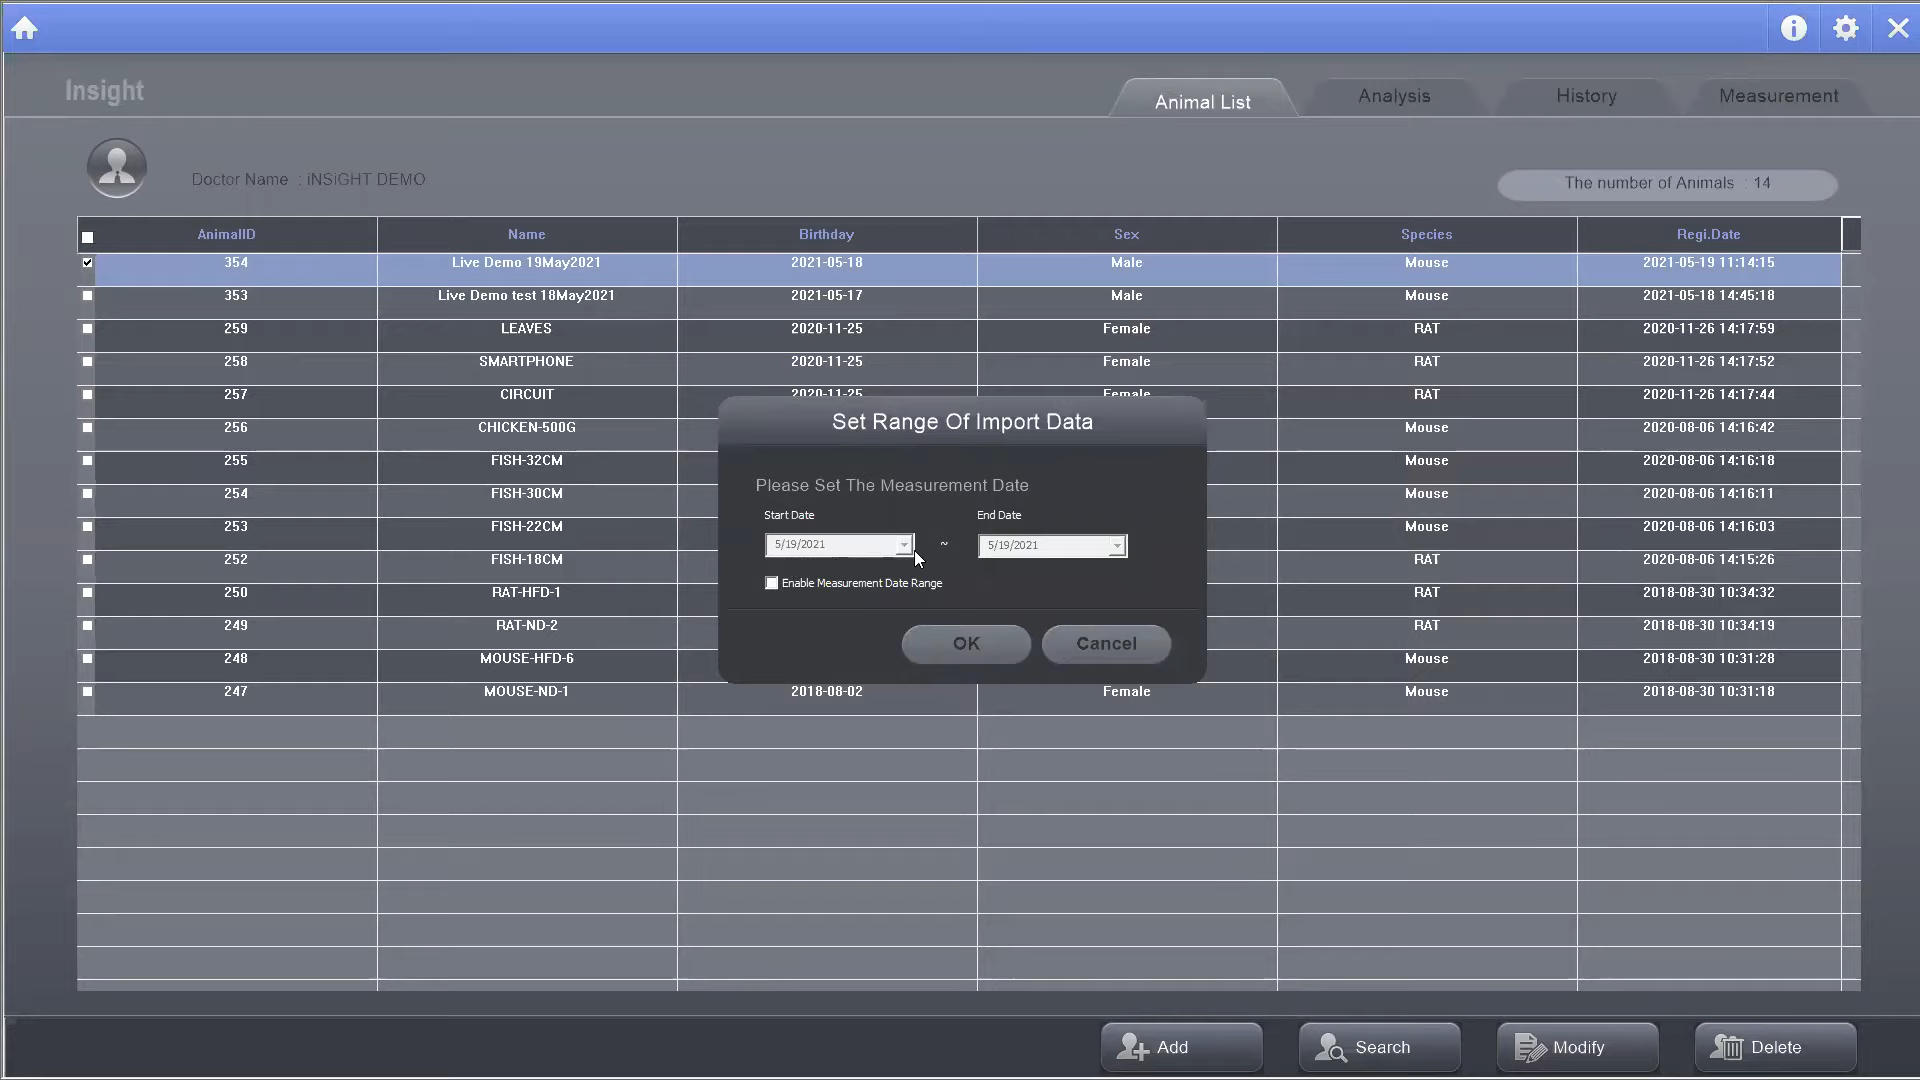 Insight
Animal List Analysis History Measurement
Doctor Name : iNSiGHT DEMO
The number of Animals : 14
AnimalID Name Birthday Sex Species Regi.Date
354 Live Demo 19May2021 2021-05-18 Male Mouse 2021-05-19 11:14:15
353 Live Demo test 18May2021 2021-05-17 Male Mouse 2021-05-18 14:45:18
259 LEAVES 2020-11-25 Female RAT 2020-11-26 14:17:59
258 SMARTPHONE 2020-11-25 Female RAT 2020-11-26 14:17:52
257 CIRCUIT 2020-11-25 Female RAT 2020-11-26 14:17:44
256 CHICKEN-500G Mouse 2020-08-06 14:16:42
255 FISH-32CM Mouse 2020-08-06 14:16:18
254 FISH-30CM Mouse 2020-08-06 14:16:11
253 FISH-22CM Mouse 2020-08-06 14:16:03
252 FISH-18CM RAT 2020-08-06 14:15:26
250 RAT-HFD-1 RAT 2018-08-30 10:34:32
249 RAT-ND-2 RAT 2018-08-30 10:34:19
248 MOUSE-HFD-6 Mouse 2018-08-30 10:31:28
247 MOUSE-ND-1 2018-08-02 Female Mouse 2018-08-30 10:31:18
Set Range Of Import Data
Please Set The Measurement Date
Start Date End Date
5/19/2021 ~ 5/19/2021
Enable Measurement Date Range
OK Cancel
Add Search Modify Delete